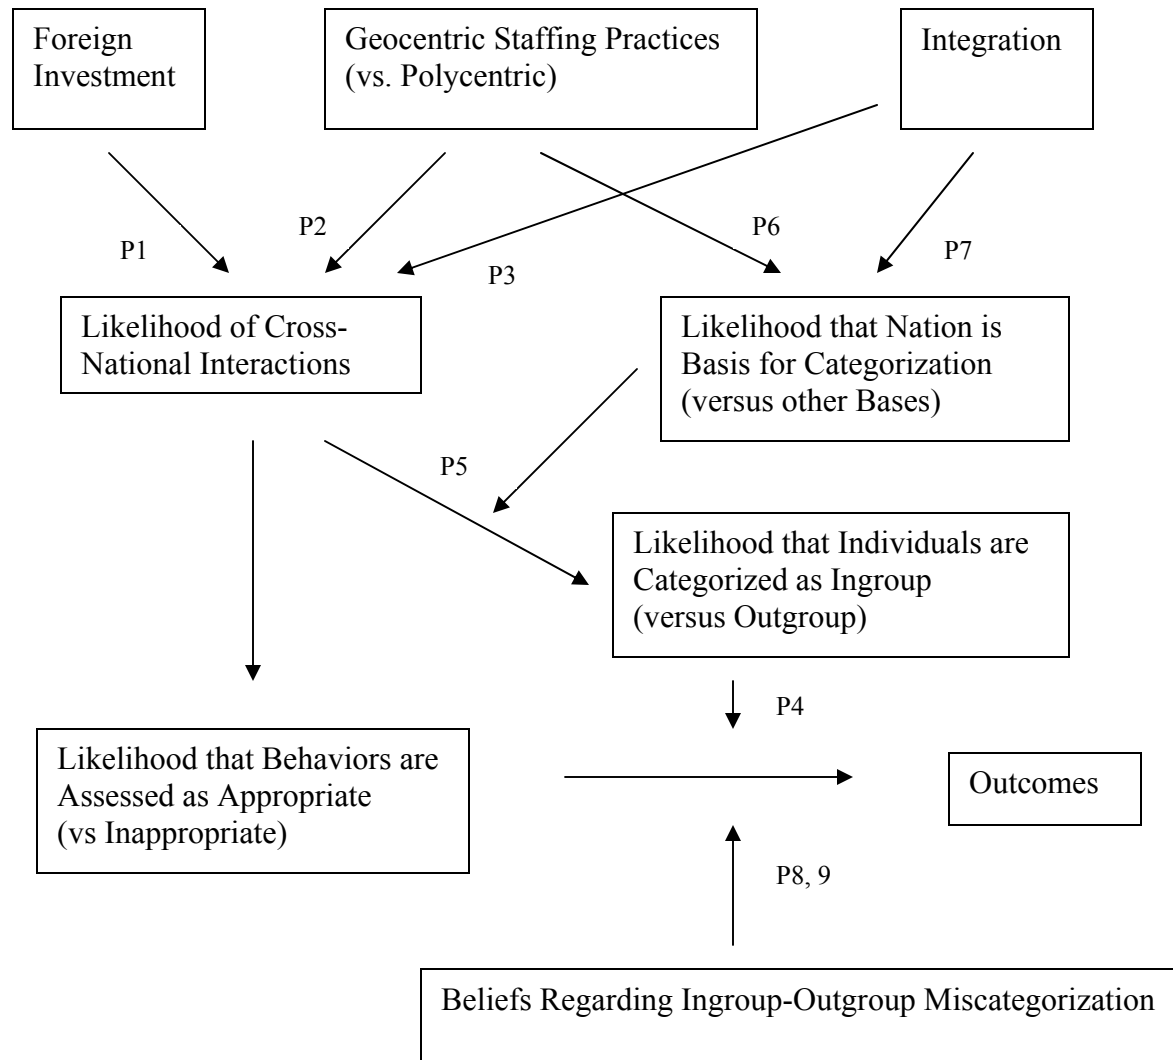 Foreign
Investment
Geocentric Staffing Practices
(vs. Polycentric)
Integration
P1
P2
P3
P6
P7
Likelihood of Cross-
National Interactions
Likelihood that Nation is
Basis for Categorization
(versus other Bases)
P5
Likelihood that Individuals are
Categorized as Ingroup
(versus Outgroup)
P4
Likelihood that Behaviors are
Assessed as Appropriate
(vs Inappropriate)
Outcomes
P8, 9
Beliefs Regarding Ingroup-Outgroup Miscategorization